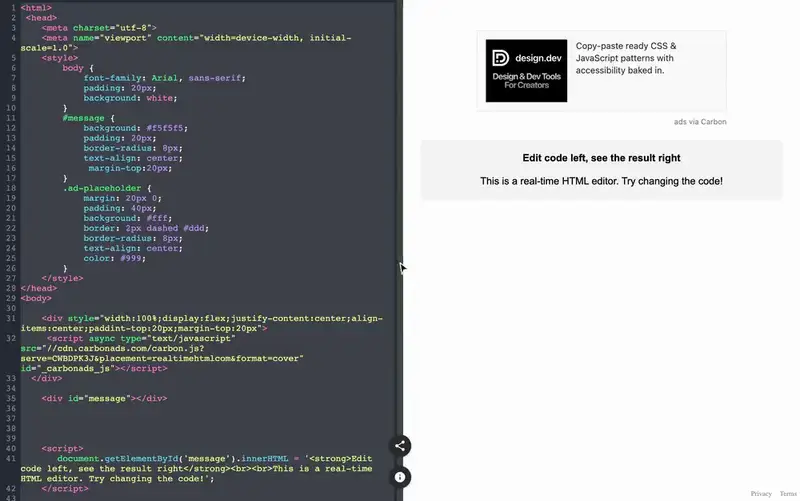 1 <html>
2 <head>
3 <meta charset="utf-8">
4 <meta name="viewport" content="width=device-width, initial-
scale=1.0">
5 <style>
6 body {
7 font-family: Arial, sans-serif;
8 padding: 20px;
9 background: white;
10 }
11 #message {
12 background: #f5f5f5;
13 padding: 20px;
14 border-radius: 8px;
15 text-align: center;
16 margin-top:20px;
17 }
18 .ad-placeholder {
19 margin: 20px 0;
20 padding: 40px;
21 background: #fff;
22 border: 2px dashed #ddd;
23 border-radius: 8px;
24 text-align: center;
25 color: #999;
26 }
27 </style>
28 </head>
29 <body>
30
31 <div style="width:100%;display:flex;justify-content:center;align-
items:center;paddint-top:20px;margin-top:20px">
32 <script async type="text/javascript"
src="//cdn.carbonads.com/carbon.js?
serve=CWBDPK3J&placement=realtimehtmlcom&format=cover"
id="_carbonads_js"></script>
33 </div>
34
35 <div id="message"></div>
36
37
38
39
40 <script>
41 document.getElementById('message').innerHTML = '<strong>Edit
code left, see the result right</strong><br><br>This is a real-time
HTML editor. Try changing the code!';
42 </script>
43
design.dev
Design & Dev Tools
For Creators
Copy-paste ready CSS &
JavaScript patterns with
accessibility baked in.
ads via Carbon
Edit code left, see the result right
This is a real-time HTML editor. Try changing the code!
Privacy Terms